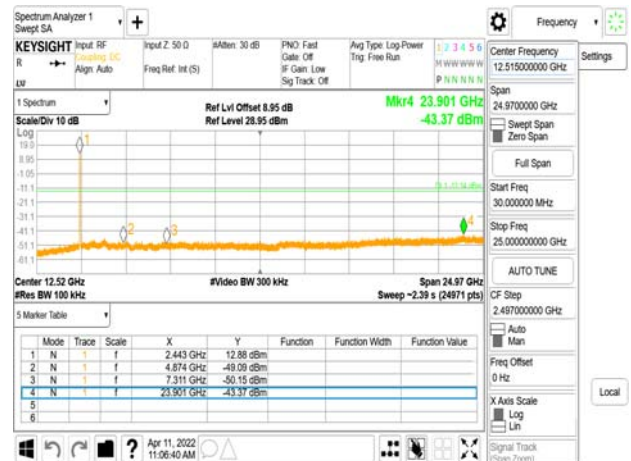 Spectrum Analyzer 1
Swept SA
+
Frequency
KEYSIGHT
Input: RF
Coupling: DC
Align: Auto
Input Z: 50 Ω
Freq Ref: Int (S)
#Atten: 30 dB
PNO: Fast
Gate: Off
IF Gain: Low
Sig Track: Off
Avg Type: Log-Power
Trig: Free Run
1 2 3 4 5 6
M W W W W W
P N N N N N
R
LXI
1 Spectrum
Scale/Div 10 dB
Ref Lvl Offset 8.95 dB
Ref Level 28.95 dBm
Mkr4 23.901 GHz
-43.37 dBm
Log
19.0
8.95
-1.05
-11.1
-21.1
-31.1
-41.1
-51.1
-61.1
1
2
3
4
Center 12.52 GHz
#Video BW 300 kHz
Span 24.97 GHz
#Res BW 100 kHz
Sweep ~2.39 s (24971 pts)
5 Marker Table
Mode Trace Scale X Y Function Function Width Function Value
1 N 1 f 2.443 GHz 12.88 dBm
2 N 1 f 4.874 GHz -49.09 dBm
3 N 1 f 7.311 GHz -50.15 dBm
4 N 1 f 23.901 GHz -43.37 dBm
5
6
?
Apr 11, 2022
11:06:40 AM
Center Frequency
12.515000000 GHz
Settings
Span
24.9700000 GHz
Swept Span
Zero Span
Full Span
Start Freq
30.000000 MHz
Stop Freq
25.000000000 GHz
AUTO TUNE
CF Step
2.497000000 GHz
Auto
Man
Freq Offset
0 Hz
X Axis Scale
Log
Lin
Local
Signal Track
(Span Zoom)